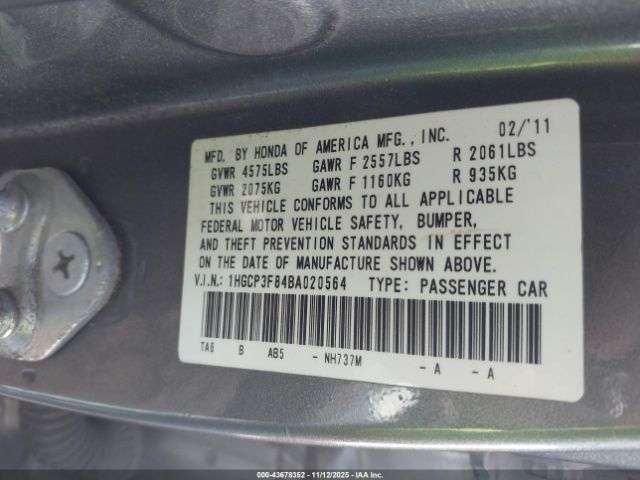 MFD. BY HONDA OF AMERICA MFG., INC. 02/'11
GVWR 4575LBS GAWR F 2557LBS R 2061LBS
GVWR 2075KG GAWR F 1160KG R 935KG
THIS VEHICLE CONFORMS TO ALL APPLICABLE
FEDERAL MOTOR VEHICLE SAFETY, BUMPER,
AND THEFT PREVENTION STANDARDS IN EFFECT
ON THE DATE OF MANUFACTURE SHOWN ABOVE.
V.I.N.: 1HGCP3F84BA020564 TYPE: PASSENGER CAR
TA6 B AB5 - NH737M - A - A
000-43678352 - 11/12/2025 - IAA Inc.